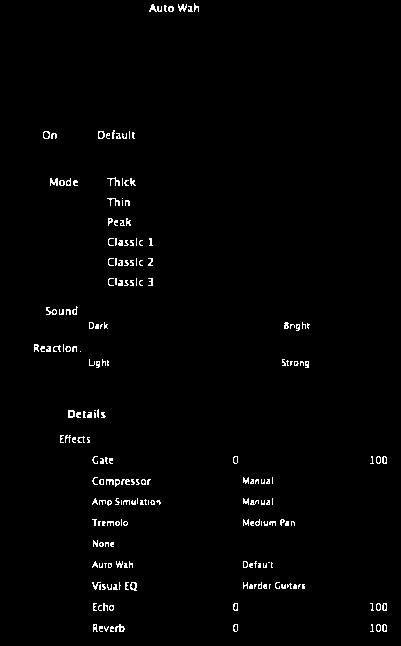 Auto Wah
On Default
Mode Thick
Thin
Peak
Classic 1
Classic 2
Classic 3
Sound
Dark Bright
Reaction.
Light Strong
Details
Effects
Gate 0 100
Compressor Manual
Amp Simulation Manual
Tremolo Medium Pan
None
Auto Wah Default
Visual EQ Harder Guitars
Echo 0 100
Reverb 0 100